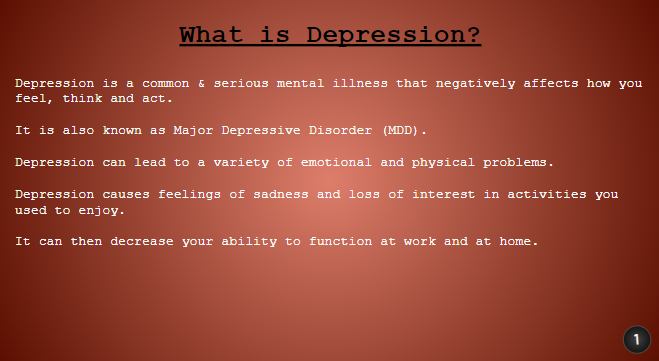 What is Depression?
Depression is a common & serious mental illness that negatively affects how you
feel, think and act.
It is also known as Major Depressive Disorder (MDD).
Depression can lead to a variety of emotional and physical problems.
Depression causes feelings of sadness and loss of interest in activities you
used to enjoy.
It can then decrease your ability to function at work and at home.
1